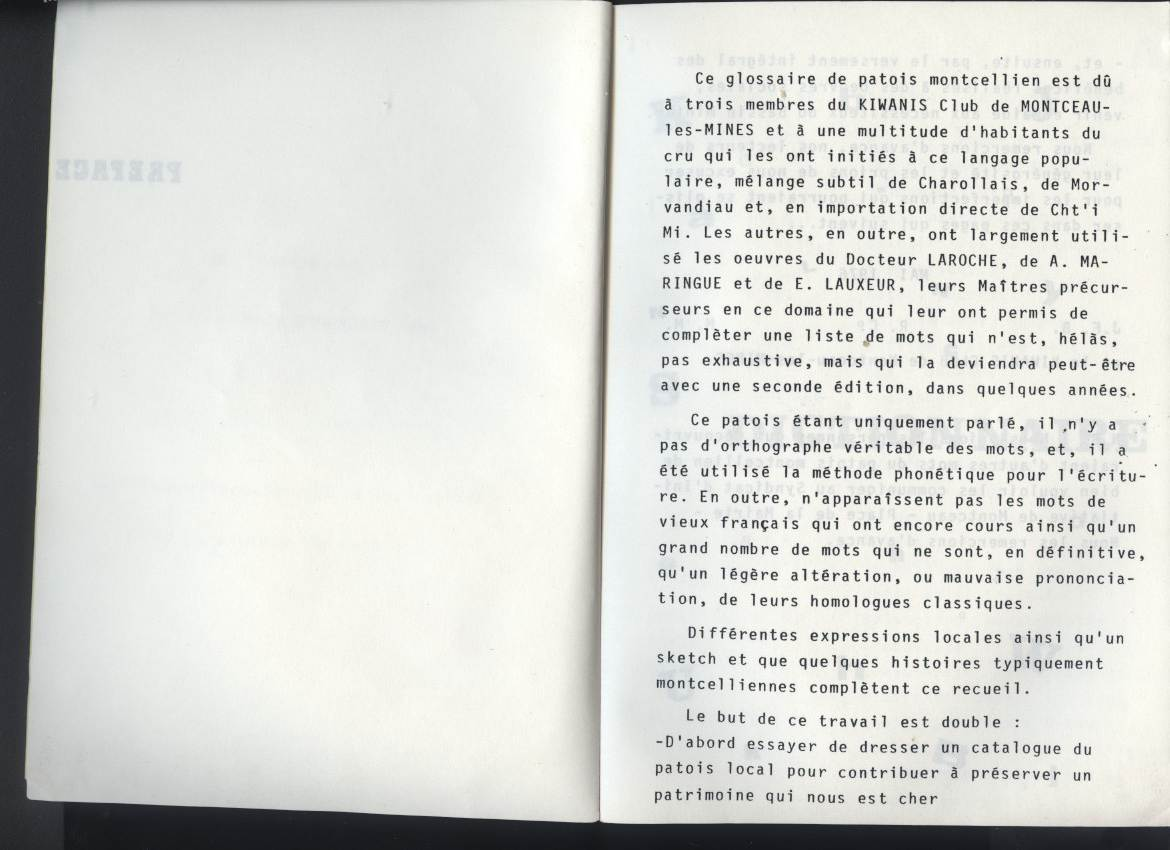 PREFACE
Ce glossaire de patois montcellien est dû
à trois membres du KIWANIS Club de MONTCEAU-
les-MINES et à une multitude d'habitants du
cru qui les ont initiés à ce langage popu-
laire, mélange subtil de Charollais, de Mor-
vandiau et, en importation directe de Cht'i
Mi. Les autres, en outre, ont largement utili-
sé les oeuvres du Docteur LAROCHE, de A. MA-
RINGUE et de E. LAUXEUR, leurs Maîtres précur-
seurs en ce domaine qui leur ont permis de
complèter une liste de mots qui n'est, hélàs,
pas exhaustive, mais qui la deviendra peut-être
avec une seconde édition, dans quelques années.
Ce patois étant uniquement parlé, il n'y a
pas d'orthographe véritable des mots, et, il a
été utilisé la méthode phonétique pour l'écritu-
re. En outre, n'apparaîssent pas les mots de
vieux français qui ont encore cours ainsi qu'un
grand nombre de mots qui ne sont, en définitive,
qu'un légère altération, ou mauvaise prononcia-
tion, de leurs homologues classiques.
Différentes expressions locales ainsi qu'un
sketch et que quelques histoires typiquement
montcelliennes complètent ce recueil.
Le but de ce travail est double :
-D'abord essayer de dresser un catalogue du
patois local pour contribuer à préserver un
patrimoine qui nous est cher